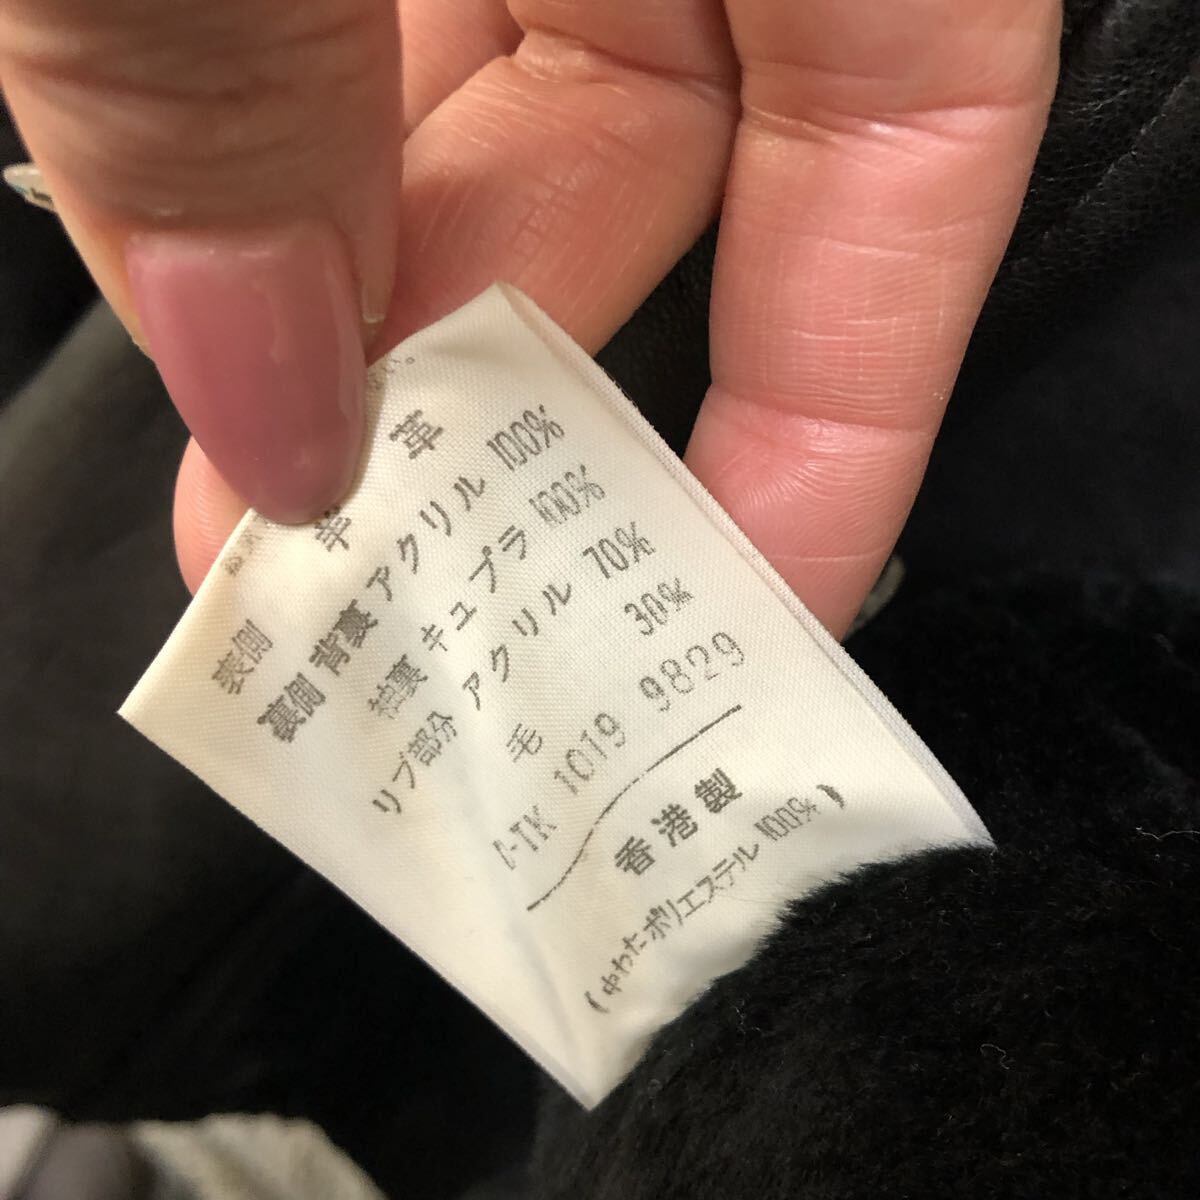 表側 羊革
裏側 背裏 アクリル 100%
袖裏 キュプラ 100%
リブ部分 アクリル 70%
毛 30%
1019 9829
香港製
(中わたポリエステル 100%)